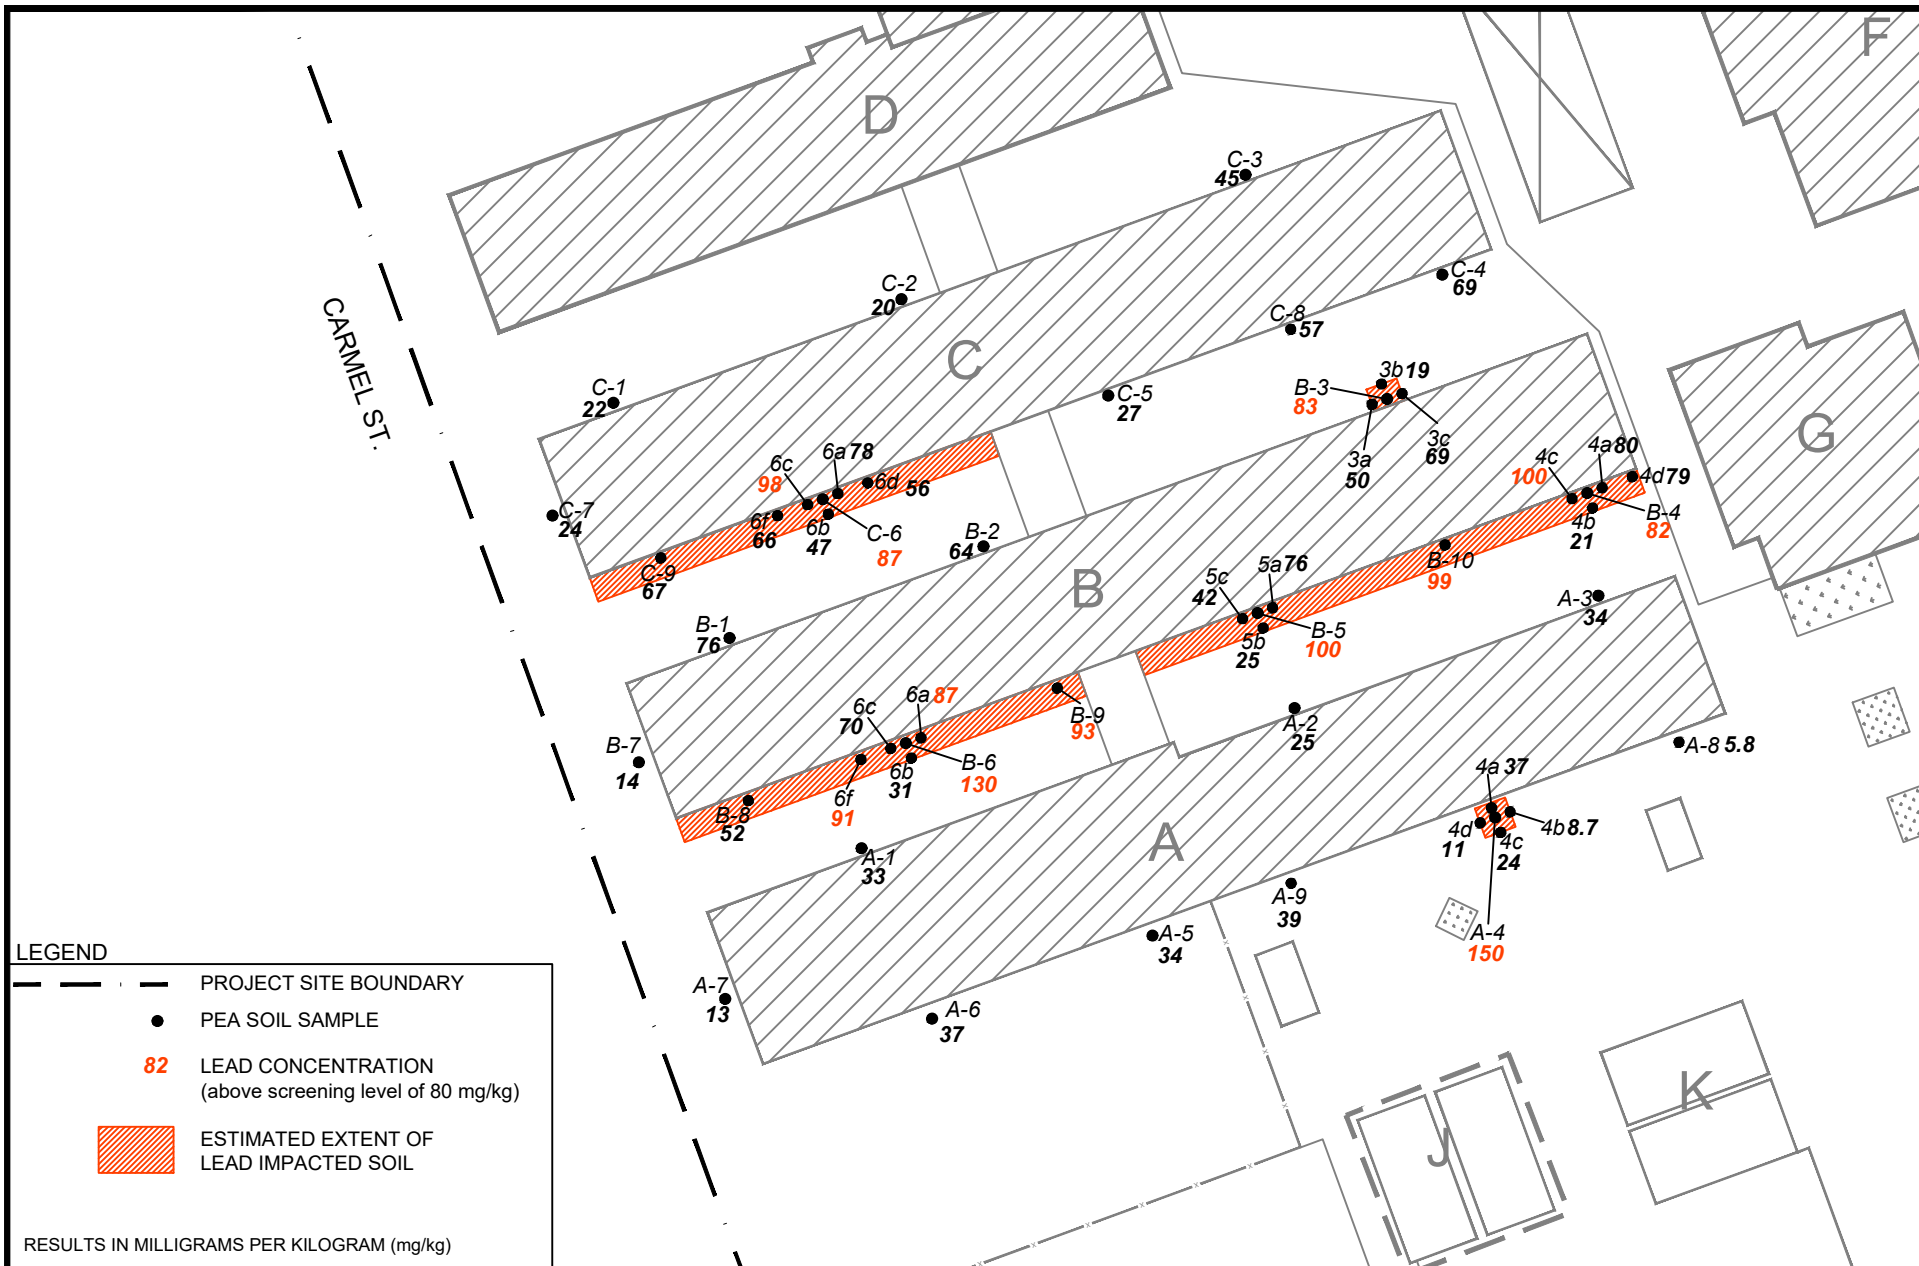 F
D
C-3
45
C-4
69
C-2
20
C-8
57
CARMEL ST.
C
C-1
22
C-5
27
3b 19
B-3
83
3c
69
3a
50
G
6a 78
6c
98
6d 56
6f
66
6b
47
C-6
87
C-7
24
C-9
67
4a 80
4c
100
4d 79
B-4
82
4b
21
B-10
99
B-2
64
B
5a 76
5c
42
B-5
100
5b
25
A-3
34
B-1
76
6a 87
6c
70
B-9
93
A-2
25
B-7
14
B-6
130
6b
31
6f
91
B-8
52
A-8 5.8
4a 37
4b 8.7
4d
11
4c
24
A-1
33
A
A-9
39
A-4
150
A-5
34
A-7
13
A-6
37
J
K
LEGEND
PROJECT SITE BOUNDARY
PEA SOIL SAMPLE
82 LEAD CONCENTRATION
(above screening level of 80 mg/kg)
ESTIMATED EXTENT OF
LEAD IMPACTED SOIL
RESULTS IN MILLIGRAMS PER KILOGRAM (mg/kg)